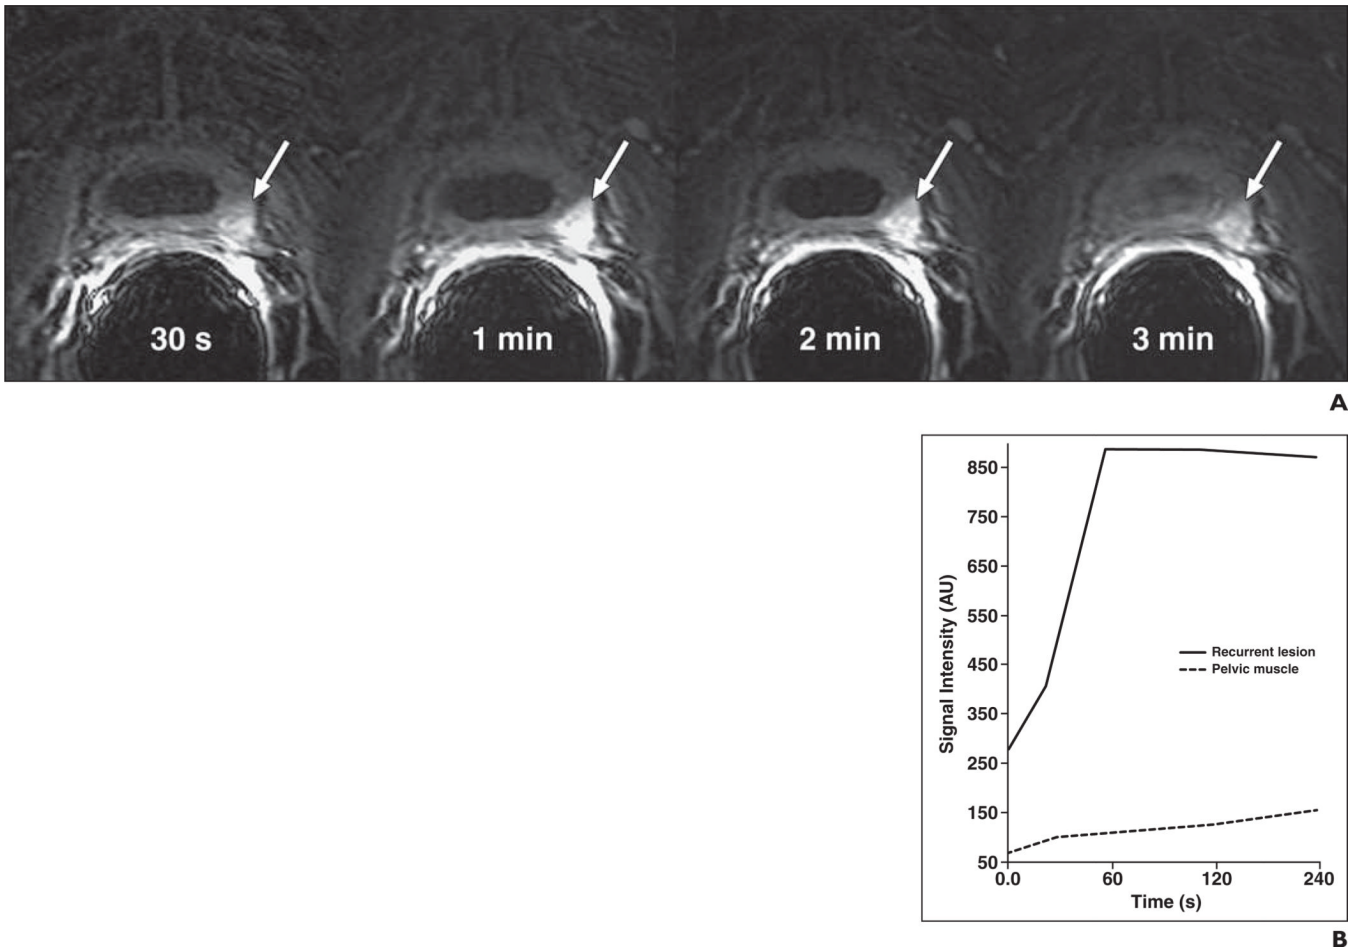 30 s
1 min
2 min
3 min
A
850
750
650
550
450
350
250
150
50
Signal Intensity (AU)
Recurrent lesion
Pelvic muscle
0.0 60 120 240
Time (s)
B